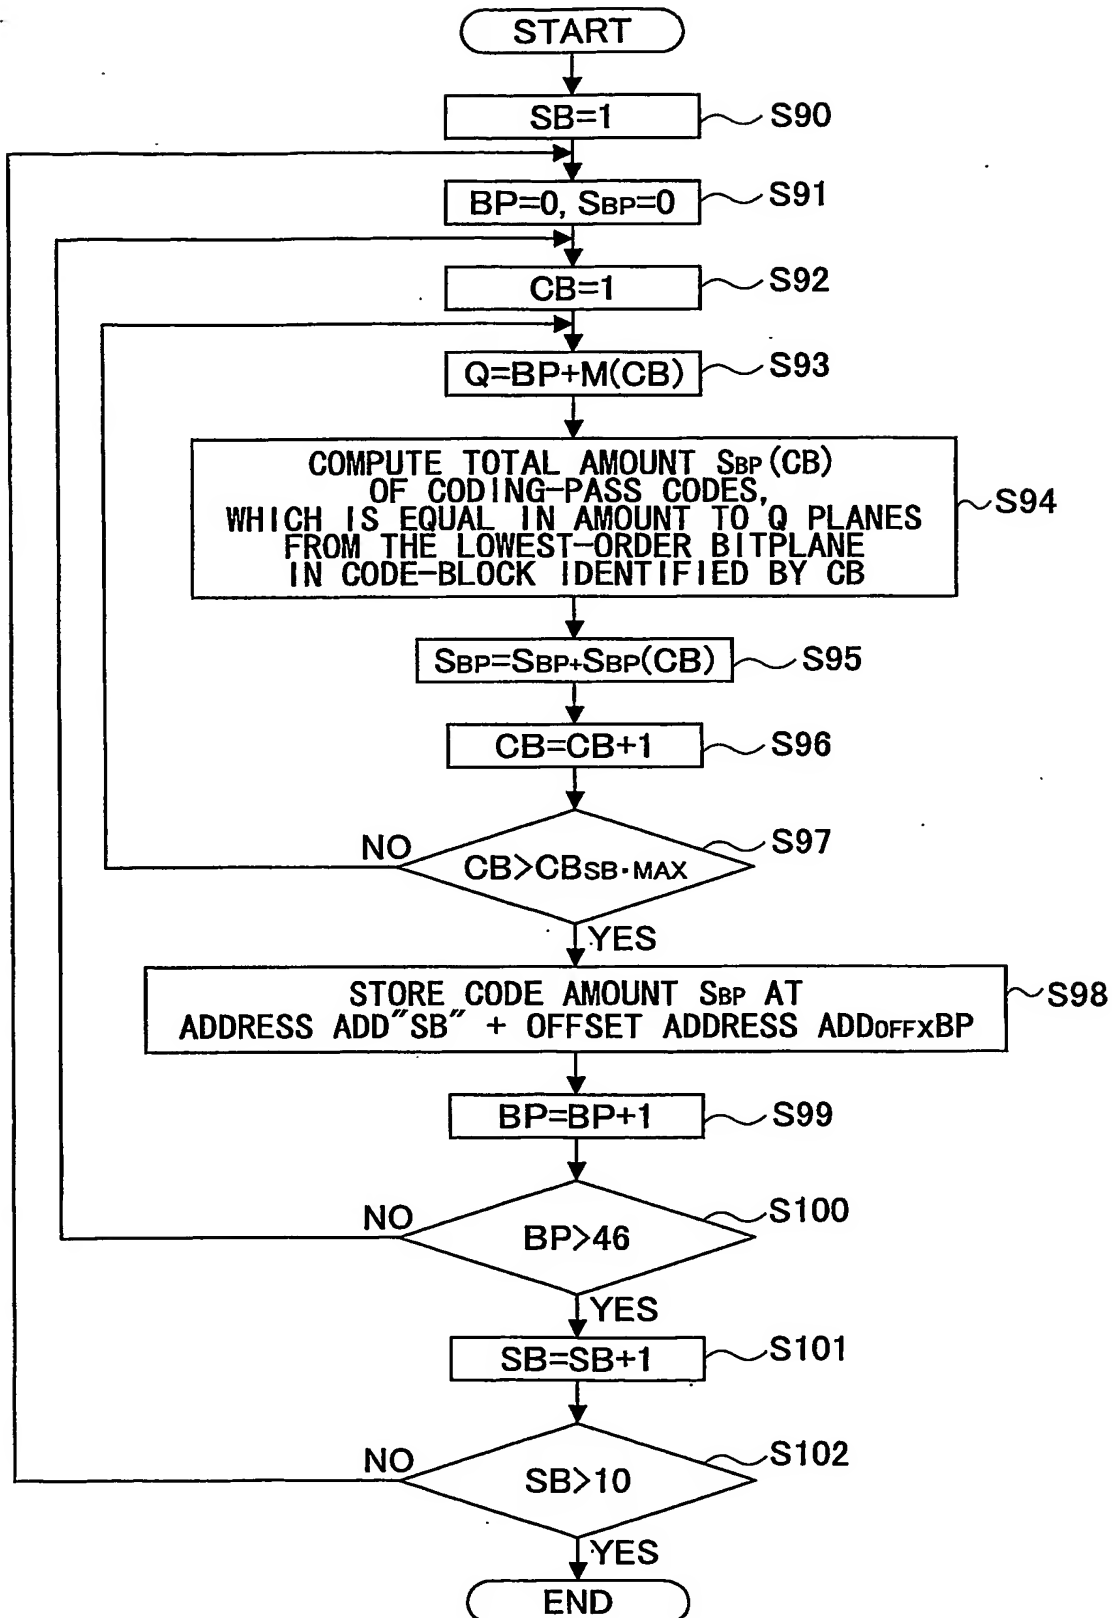 START
SB=1
S90
BP=0, SBP=0
S91
CB=1
S92
Q=BP+M(CB)
S93
COMPUTE TOTAL AMOUNT SBP(CB)
OF CODING-PASS CODES,
WHICH IS EQUAL IN AMOUNT TO Q PLANES
FROM THE LOWEST-ORDER BITPLANE
IN CODE-BLOCK IDENTIFIED BY CB
S94
SBP=SBP+SBP(CB)
S95
CB=CB+1
S96
CB>CBSB·MAX
S97
NO
YES
STORE CODE AMOUNT SBP AT
ADDRESS ADD"SB" + OFFSET ADDRESS ADDOFFXBP
S98
BP=BP+1
S99
BP>46
S100
NO
YES
SB=SB+1
S101
SB>10
S102
NO
YES
END